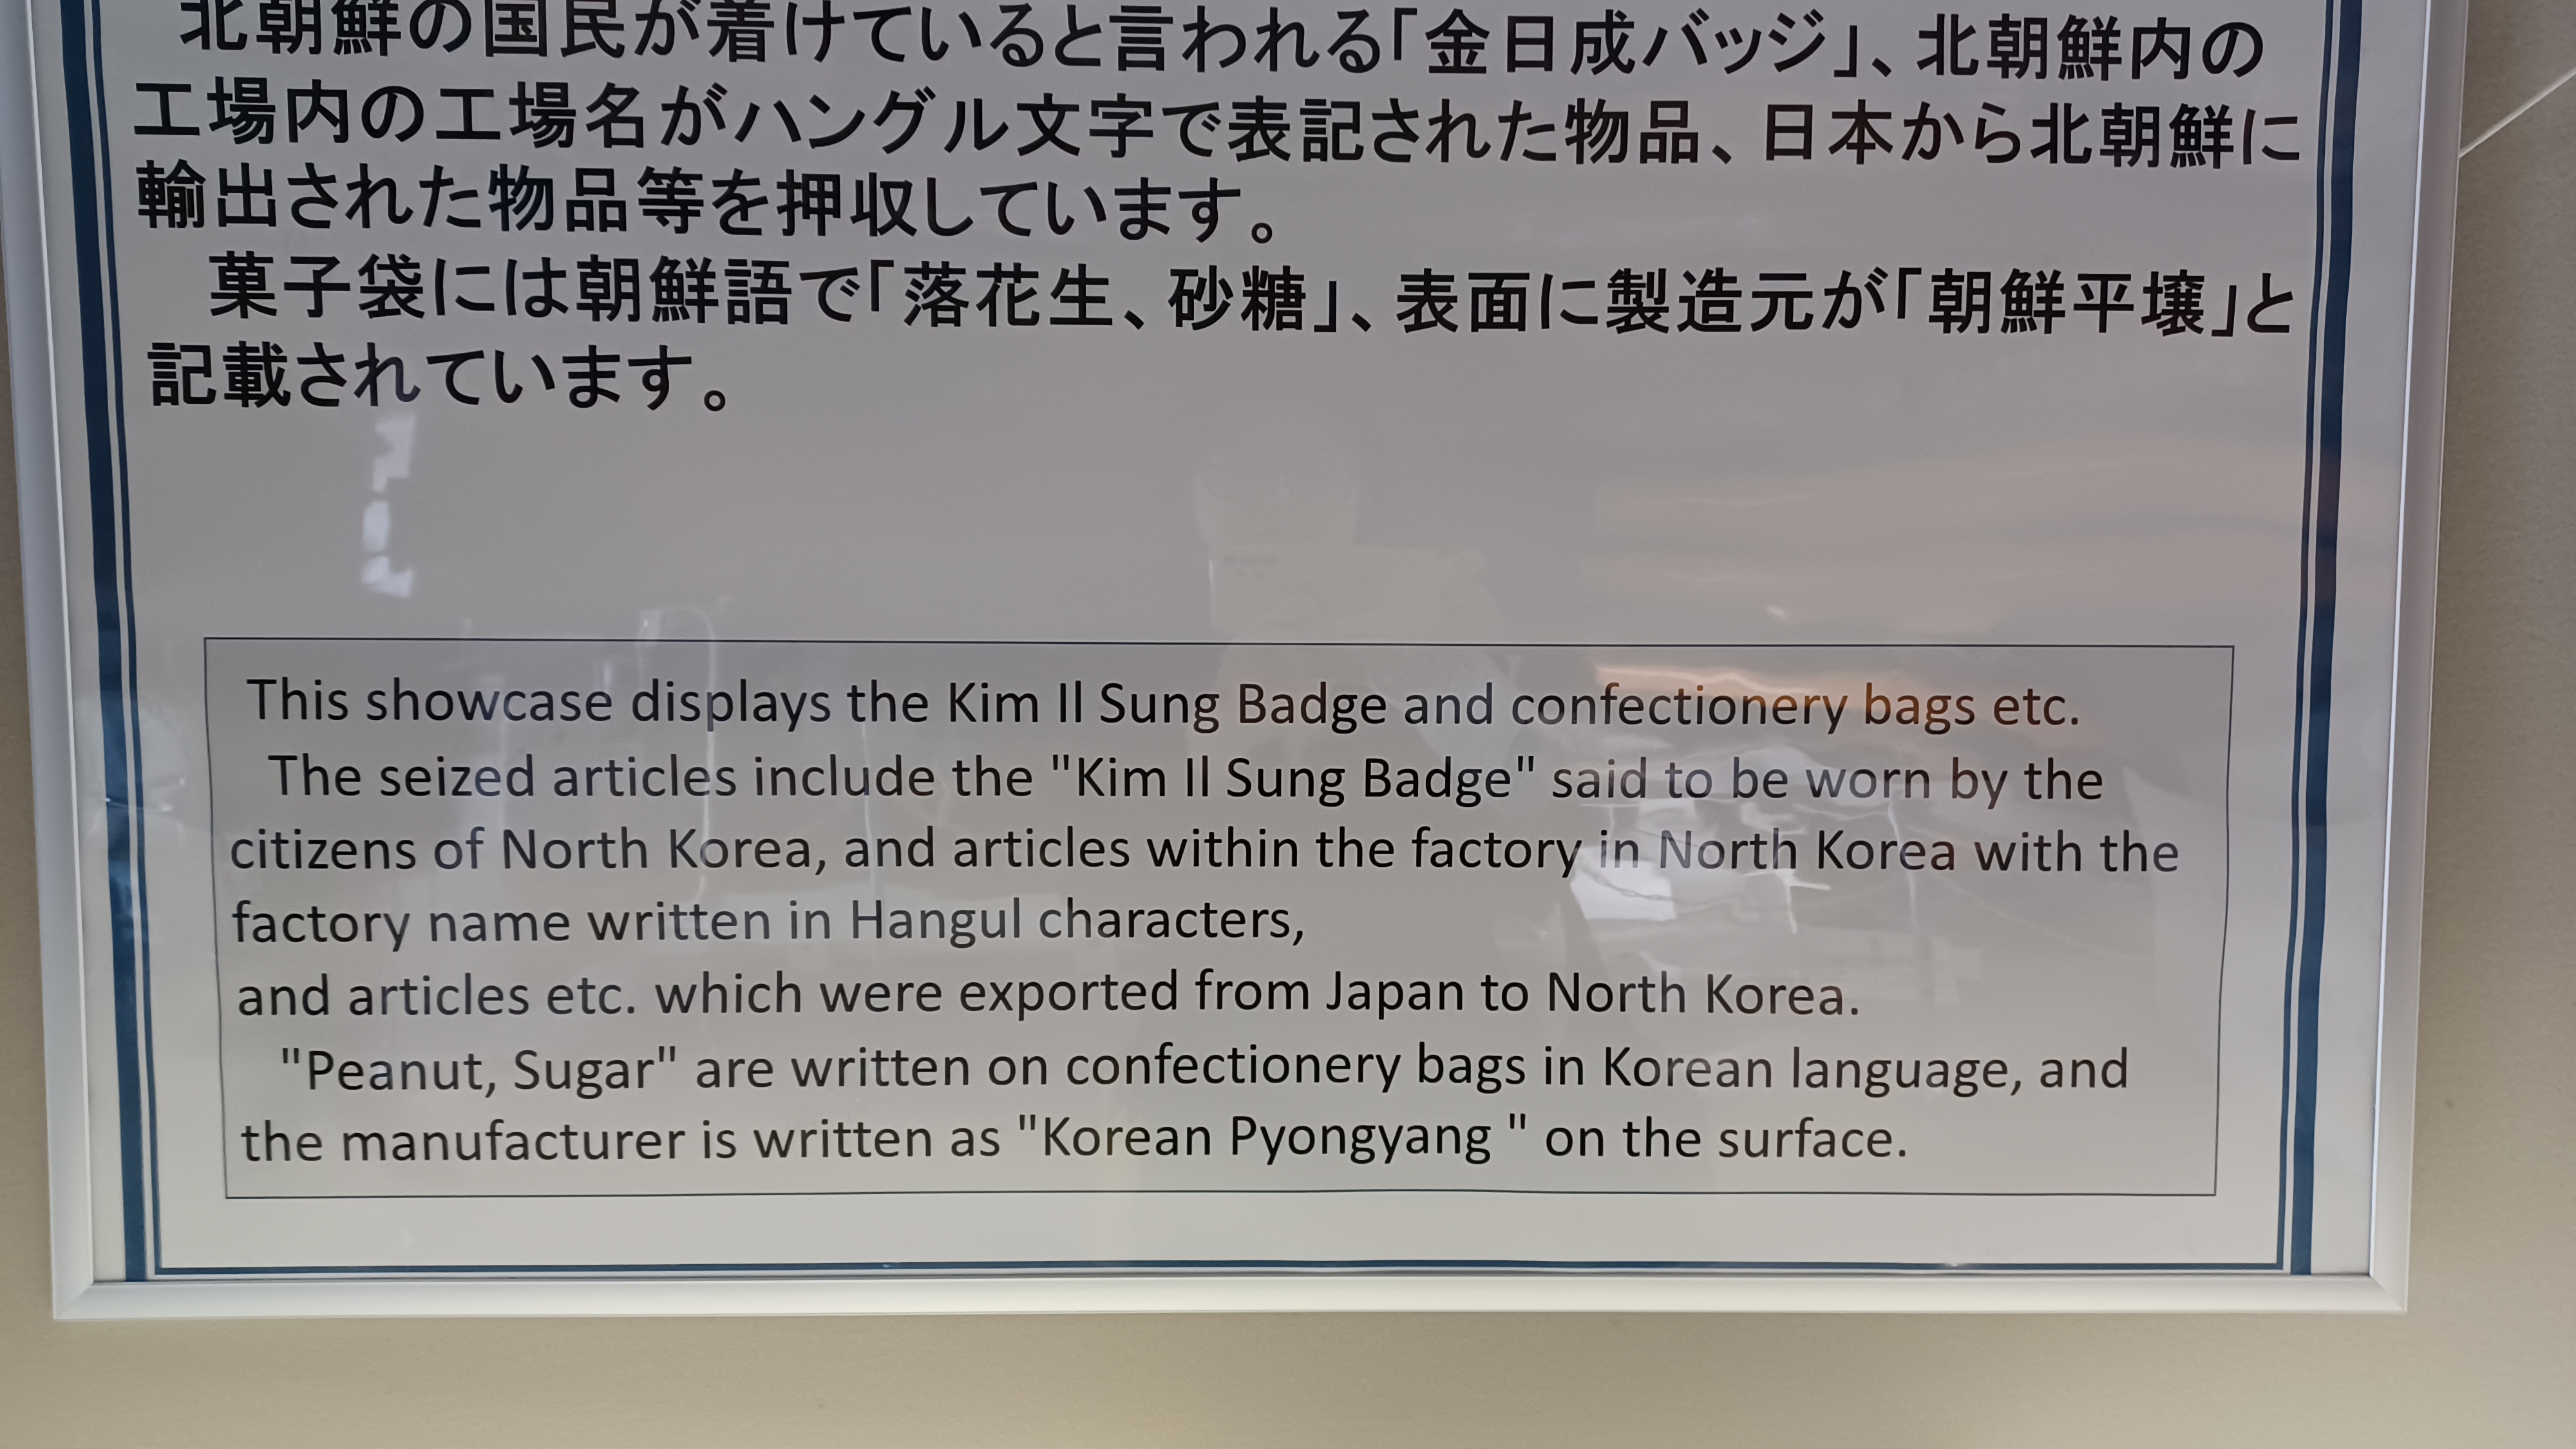 北朝鮮の国民が着けていると言われる「金日成バッジ」、北朝鮮内の
工場内の工場名がハングル文字で表記された物品、日本から北朝鮮に
輸出された物品等を押収しています。
菓子袋には朝鮮語で「落花生、砂糖」、表面に製造元が「朝鮮平壌」と
記載されています。
This showcase displays the Kim Il Sung Badge and confectionery bags etc.
The seized articles include the "Kim Il Sung Badge" said to be worn by the
citizens of North Korea, and articles within the factory in North Korea with the
factory name written in Hangul characters,
and articles etc. which were exported from Japan to North Korea.
"Peanut, Sugar" are written on confectionery bags in Korean language, and
the manufacturer is written as "Korean Pyongyang " on the surface.